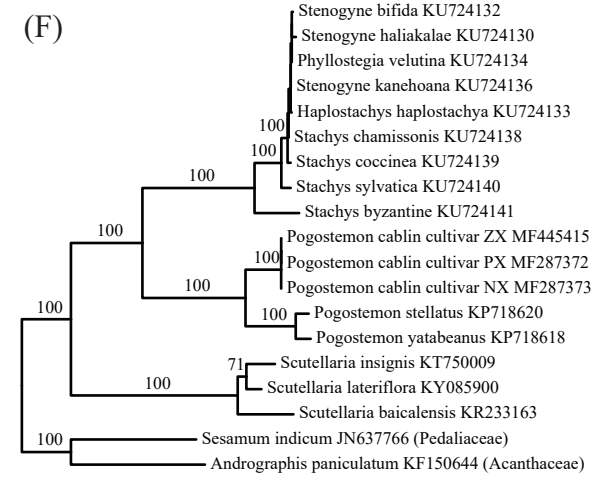 (F)
Stenogyne bifida KU724132
Stenogyne haliakalae KU724130
Phyllostegia velutina KU724134
Stenogyne kanehoana KU724136
Haplostachys haplostachya KU724133
100
Stachys chamissonis KU724138
100
Stachys coccinea KU724139
100
Stachys sylvatica KU724140
Stachys byzantine KU724141
100
Pogostemon cablin cultivar ZX MF445415
100
Pogostemon cablin cultivar PX MF287372
100
Pogostemon cablin cultivar NX MF287373
100
100
Pogostemon stellatus KP718620
Pogostemon yatabeanus KP718618
71
Scutellaria insignis KT750009
100
Scutellaria lateriflora KY085900
Scutellaria baicalensis KR233163
100
Sesamum indicum JN637766 (Pedaliaceae)
Andrographis paniculatum KF150644 (Acanthaceae)